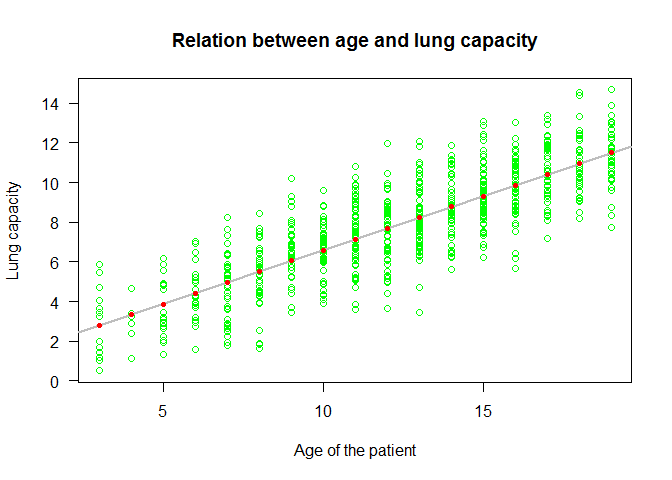 Relation between age and lung capacity
Lung capacity
14
12
10
8
6
4
2
0
5 10 15
Age of the patient